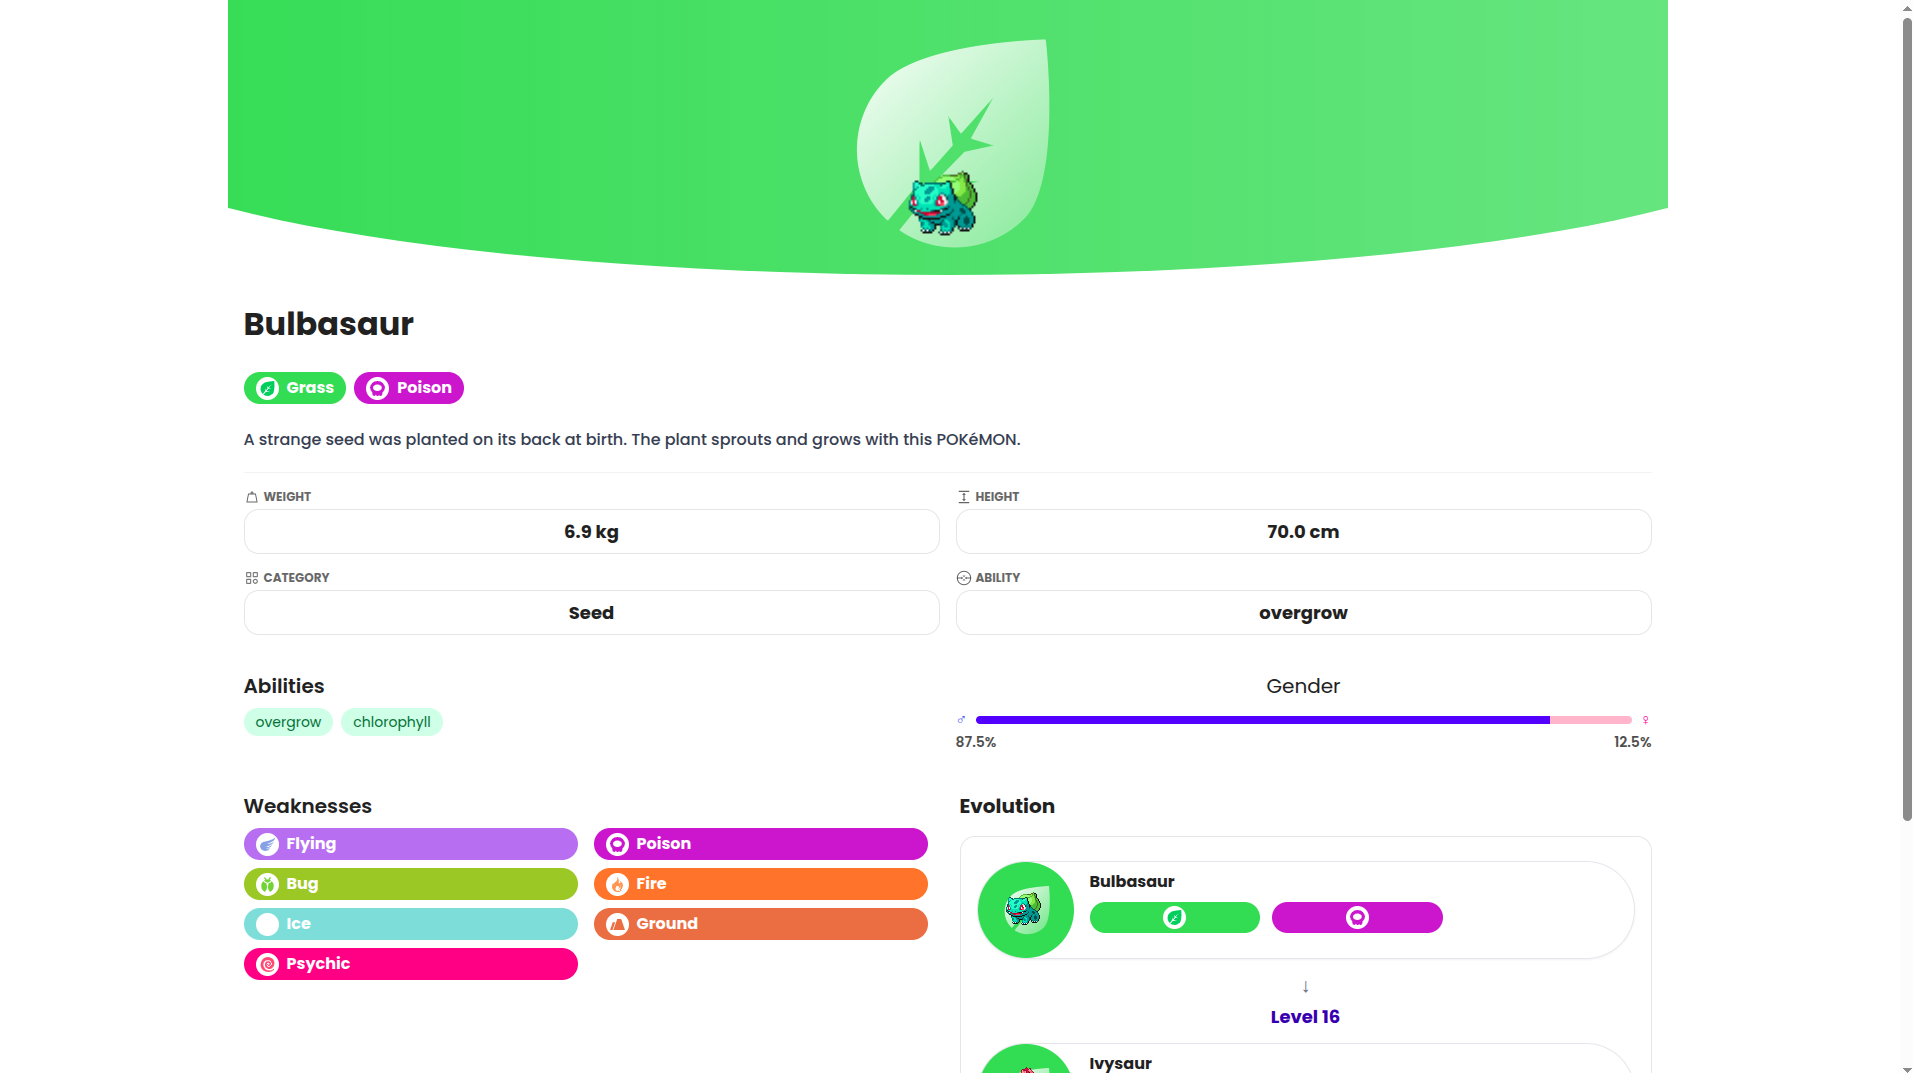 Bulbasaur
Grass Poison
A strange seed was planted on its back at birth. The plant sprouts and grows with this POKéMON.
WEIGHT HEIGHT
6.9 kg 70.0 cm
CATEGORY ABILITY
Seed overgrow
Abilities Gender
overgrow chlorophyll
♂ ♀
87.5% 12.5%
Weaknesses
Flying Poison
Bug Fire
Ice Ground
Psychic
Evolution
Bulbasaur
↓
Level 16
Ivysaur